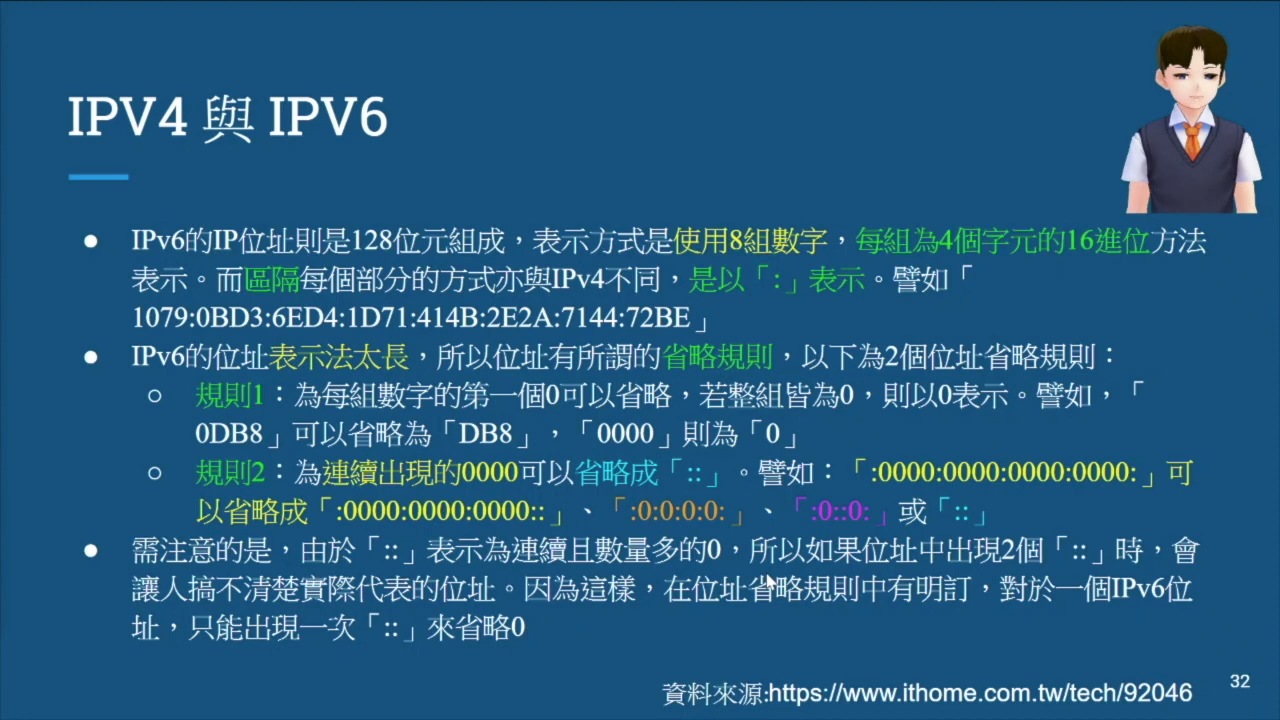 IPV4 與 IPV6
● IPv6的IP位址則是128位元組成，表示方式是使用8組數字，每組為4個字元的16進位方法
表示。而區隔每個部分的方式亦與IPv4不同，是以「:」表示。譬如「
1079:0BD3:6ED4:1D71:414B:2E2A:7144:72BE」
● IPv6的位址表示法太長，所以位址有所謂的省略規則，以下為2個位址省略規則：
○ 規則1：為每組數字的第一個0可以省略，若整組皆為0，則以0表示。譬如，「
0DB8」可以省略為「DB8」，「0000」則為「0」
○ 規則2：為連續出現的0000可以省略成「::」。譬如：「:0000:0000:0000:0000:」可
以省略成「:0000:0000:0000::」、「:0:0:0:0:」、「:0::0:」或「::」
● 需注意的是，由於「::」表示為連續且數量多的0，所以如果位址中出現2個「::」時，會
讓人搞不清楚實際代表的位址。因為這樣，在位址省略規則中有明訂，對於一個IPv6位
址，只能出現一次「::」來省略0
資料來源:https://www.ithome.com.tw/tech/92046
32